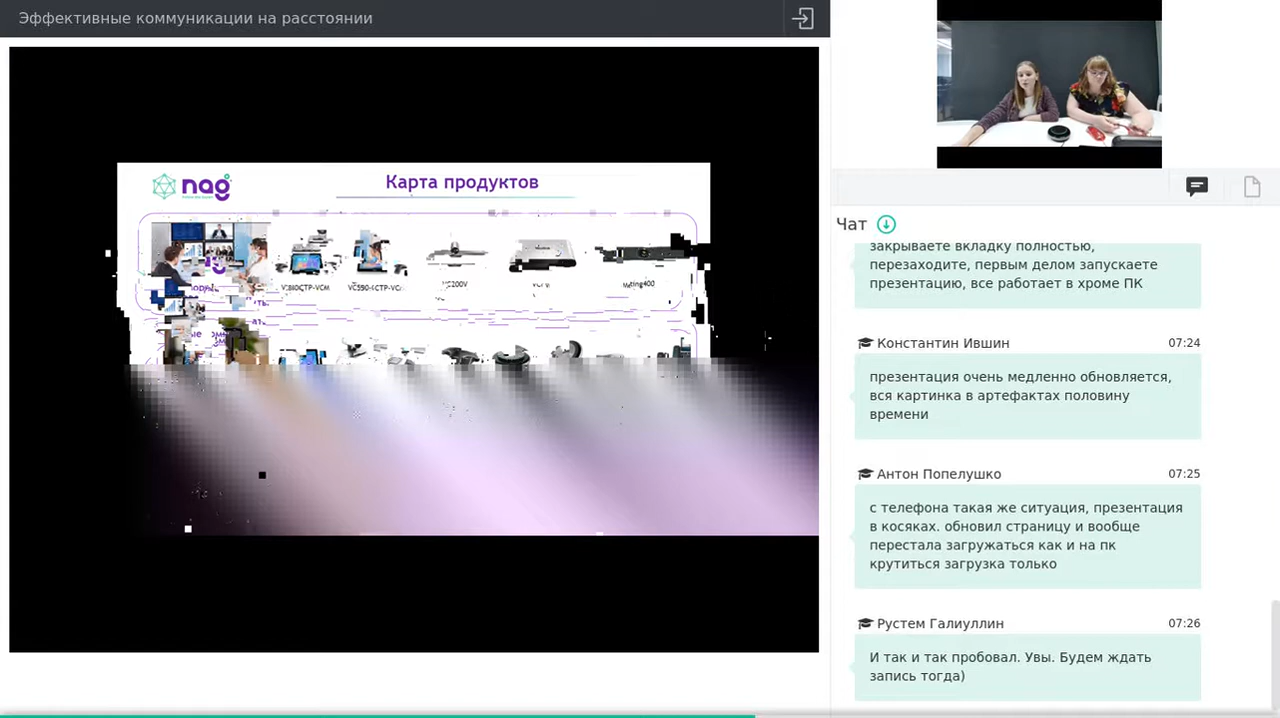 Эффективные коммуникации на расстоянии
nag
Карта продуктов
Чат
закрываете вкладку полностью,
перезаходите, первым делом запускаете
презентацию, все работает в хроме ПК
Константин Ившин 07:24
презентация очень медленно обновляется,
вся картинка в артефактах половину
времени
Антон Попелушко 07:25
с телефона такая же ситуация, презентация
в косяках. обновил страницу и вообще
перестала загружаться как и на пк
крутиться загрузка только
Рустем Галиуллин 07:26
И так и так пробовал. Увы. Будем ждать
запись тогда)